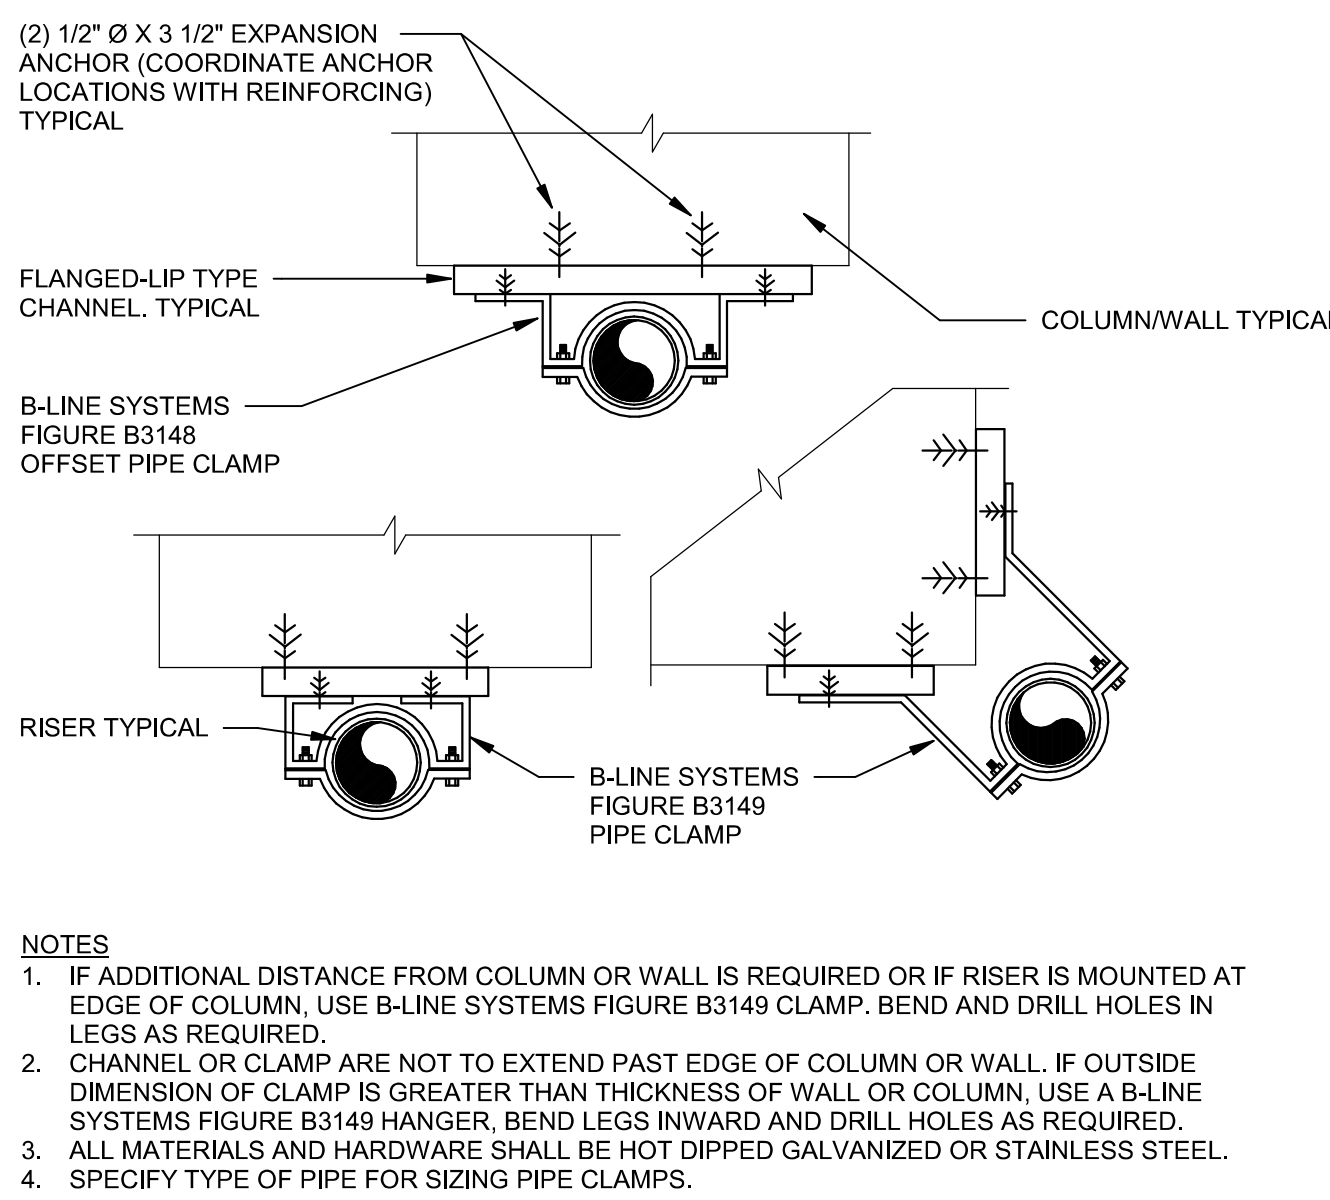 (2) 1/2" Ø X 3 1/2" EXPANSION
ANCHOR (COORDINATE ANCHOR
LOCATIONS WITH REINFORCING)
TYPICAL
FLANGED-LIP TYPE
CHANNEL. TYPICAL
COLUMN/WALL
B-LINE SYSTEMS
FIGURE B3148
OFFSET PIPE CLAMP
RISER TYPICAL
B-LINE SYSTEMS
FIGURE B3149
PIPE CLAMP
NOTES
1. IF ADDITIONAL DISTANCE FROM COLUMN OR WALL IS REQUIRED OR IF RISER IS MOUNTED AT
EDGE OF COLUMN, USE B-LINE SYSTEMS FIGURE B3149 CLAMP. BEND AND DRILL HOLES IN
LEGS AS REQUIRED.
2. CHANNEL OR CLAMP ARE NOT TO EXTEND PAST EDGE OF COLUMN OR WALL. IF OUTSIDE
DIMENSION OF CLAMP IS GREATER THAN THICKNESS OF WALL OR COLUMN, USE A B-LINE
SYSTEMS FIGURE B3149 HANGER, BEND LEGS INWARD AND DRILL HOLES AS REQUIRED.
3. ALL MATERIALS AND HARDWARE SHALL BE HOT DIPPED GALVANIZED OR STAINLESS STEEL.
4. SPECIFY TYPE OF PIPE FOR SIZING PIPE CLAMPS.